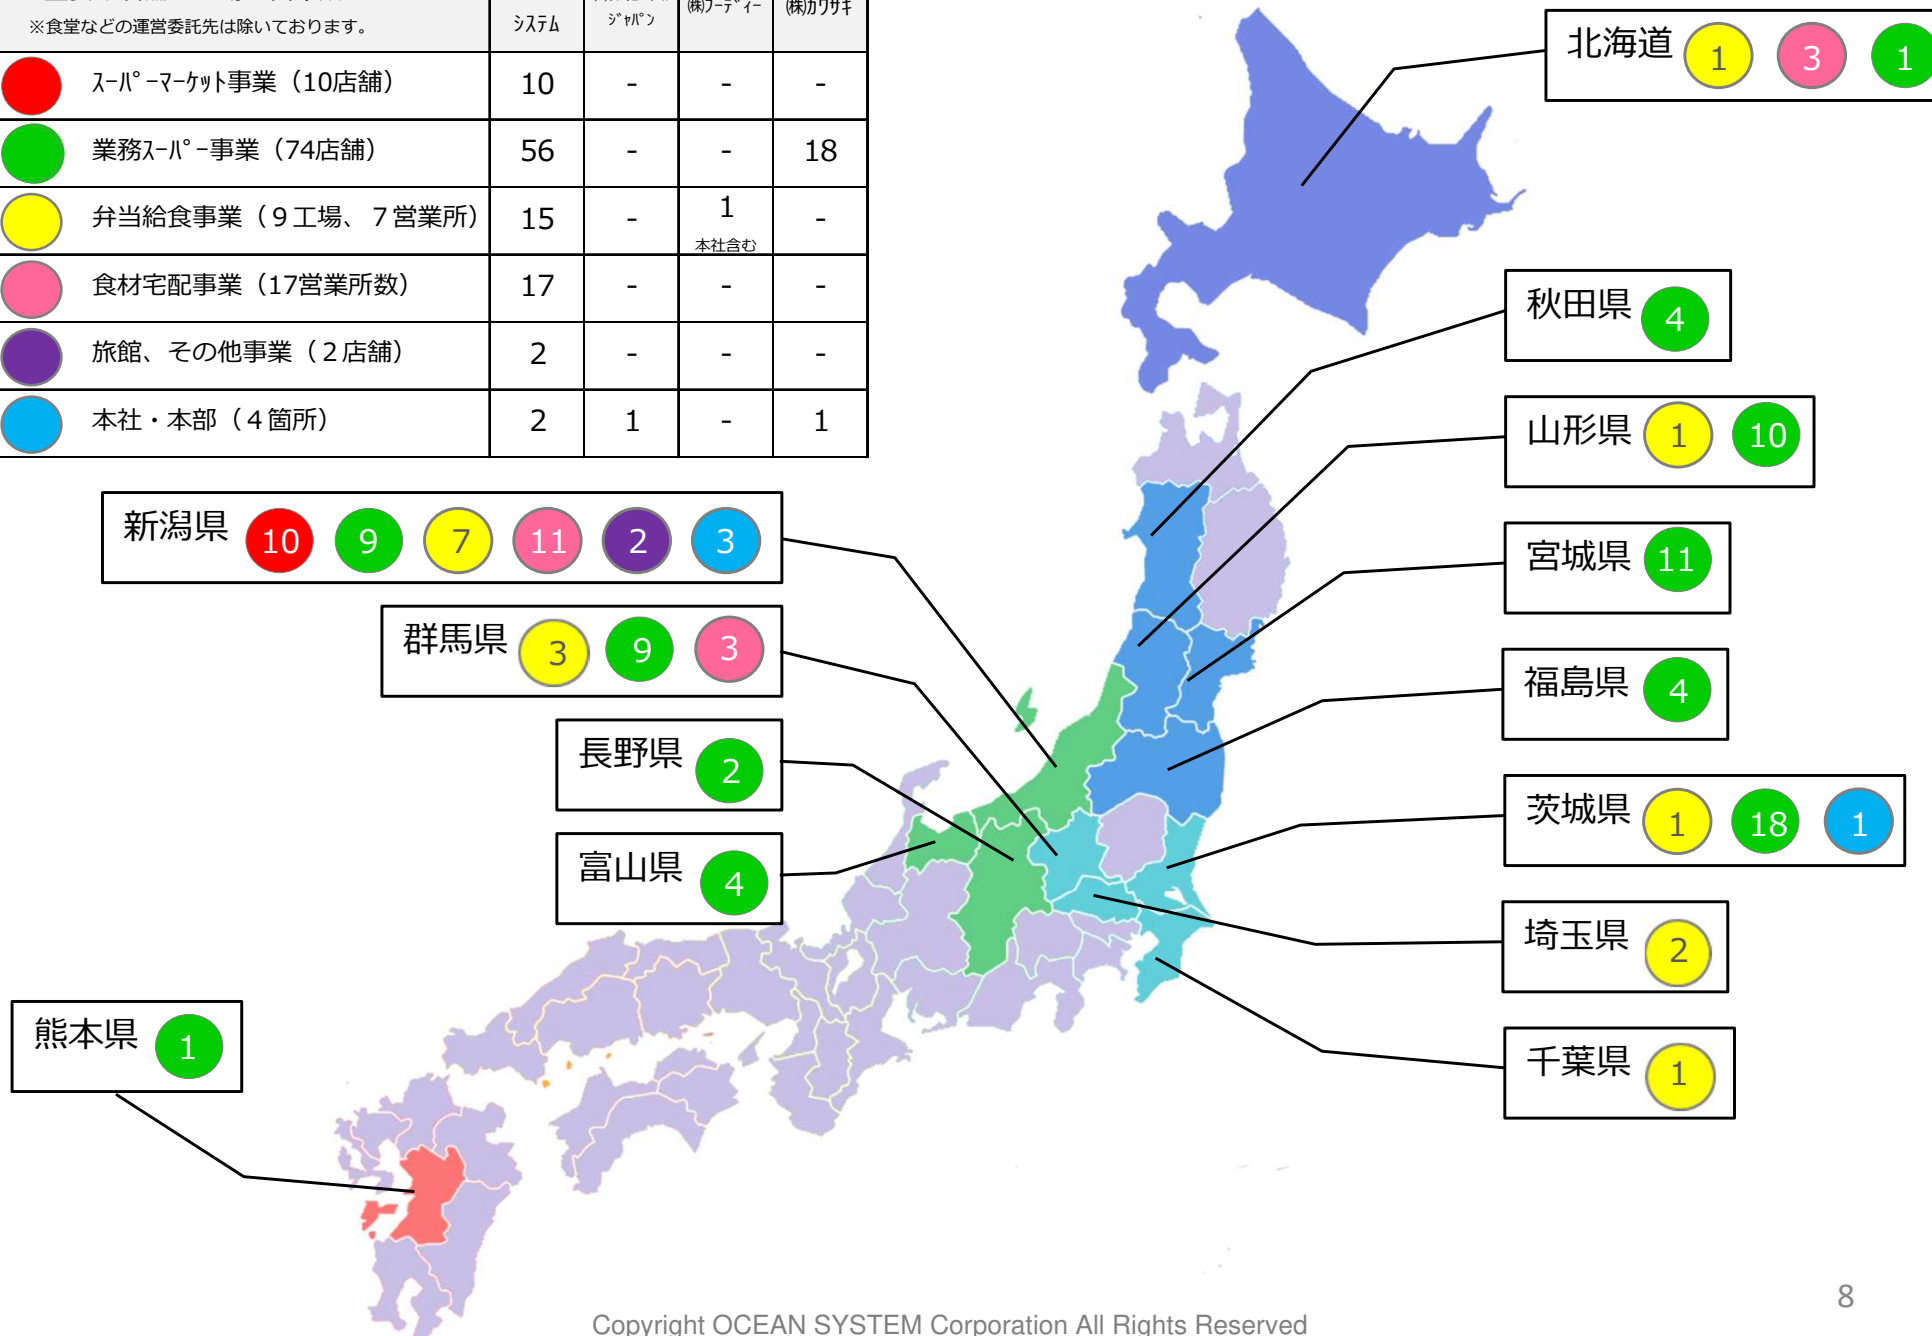 ※食堂などの運営委託先は除いております。
システム
ジャパン
㈱フーディー
㈱カワサキ
スーパーマーケット事業（10店舗） 10 - - -
業務スーパー事業（74店舗） 56 - - 18
弁当給食事業（９工場、７営業所） 15 - 1 -
本社含む
食材宅配事業（17営業所数） 17 - - -
旅館、その他事業（２店舗） 2 - - -
本社・本部（４箇所） 2 1 - 1
北海道 1 3 1
秋田県 4
山形県 1 10
新潟県 10 9 7 11 2 3
宮城県 11
群馬県 3 9 3
福島県 4
長野県 2
茨城県 1 18 1
富山県 4
埼玉県 2
熊本県 1
千葉県 1
8
Copyright OCEAN SYSTEM Corporation All Rights Reserved